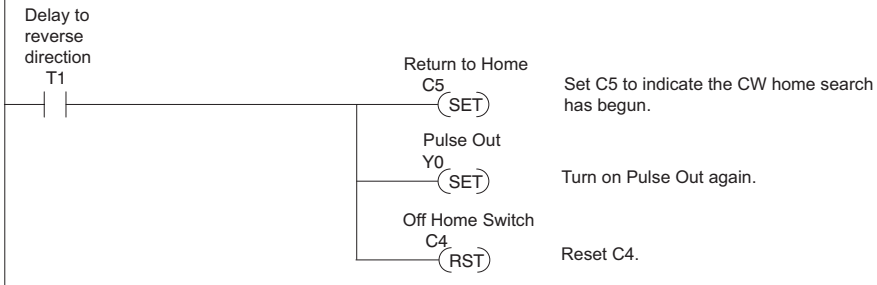 Delay to
reverse
direction
T1
Return to Home
C5
SET
Set C5 to indicate the CW home search
has begun.
Pulse Out
Y0
SET
Turn on Pulse Out again.
Off Home Switch
C4
RST
Reset C4.